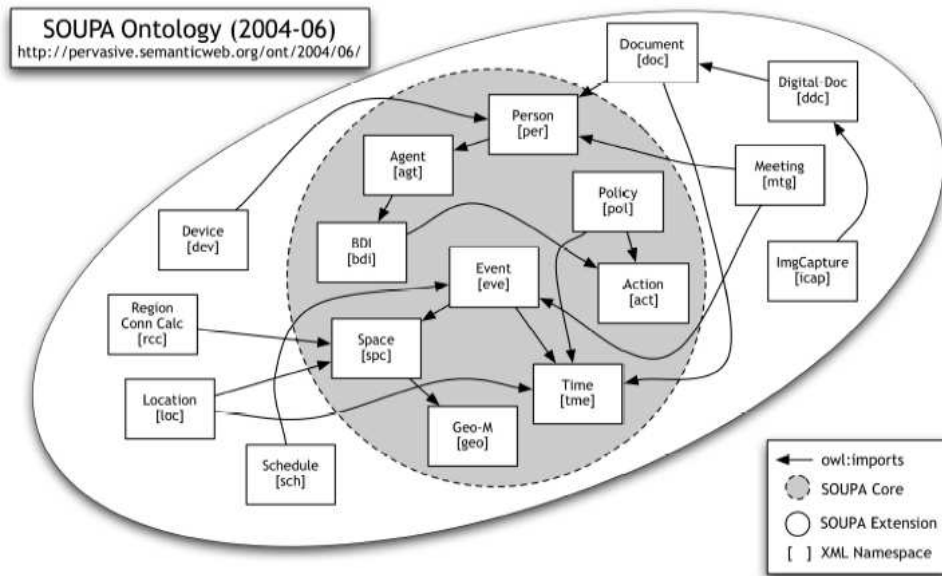 SOUPA Ontology (2004-06)
http://pervasive.semanticweb.org/ont/2004/06/
Document
[doc]
Digital-Doc
[ddc]
Person
[per]
Agent
[agt]
Meeting
[mtg]
Policy
[pol]
Device
[dev]
BDI
[bdi]
Event
[eve]
Action
[act]
ImgCapture
[icap]
Region
Conn Calc
[rcc]
Space
[spc]
Location
[loc]
Time
[tme]
Geo-M
[geo]
Schedule
[sch]
owl:imports
SOUPA Core
SOUPA Extension
[ ] XML Namespace